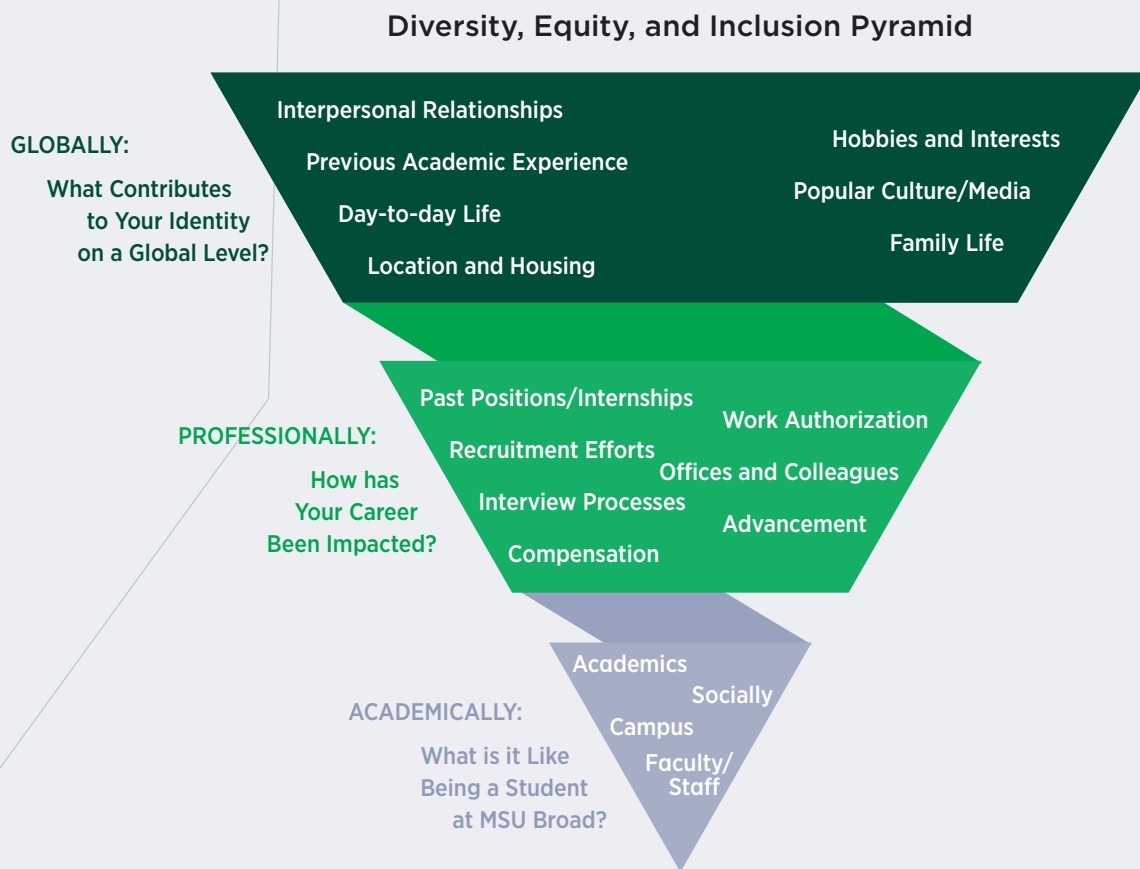 Diversity, Equity, and Inclusion Pyramid
GLOBALLY:
What Contributes
to Your Identity
on a Global Level?
Interpersonal Relationships
Previous Academic Experience
Day-to-day Life
Location and Housing
Hobbies and Interests
Popular Culture/Media
Family Life
PROFESSIONALLY:
How has
Your Career
Been Impacted?
Past Positions/Internships
Recruitment Efforts
Interview Processes
Compensation
Work Authorization
Offices and Colleagues
Advancement
ACADEMICALLY:
What is it Like
Being a Student
at MSU Broad?
Academics
Socially
Campus
Faculty/
Staff